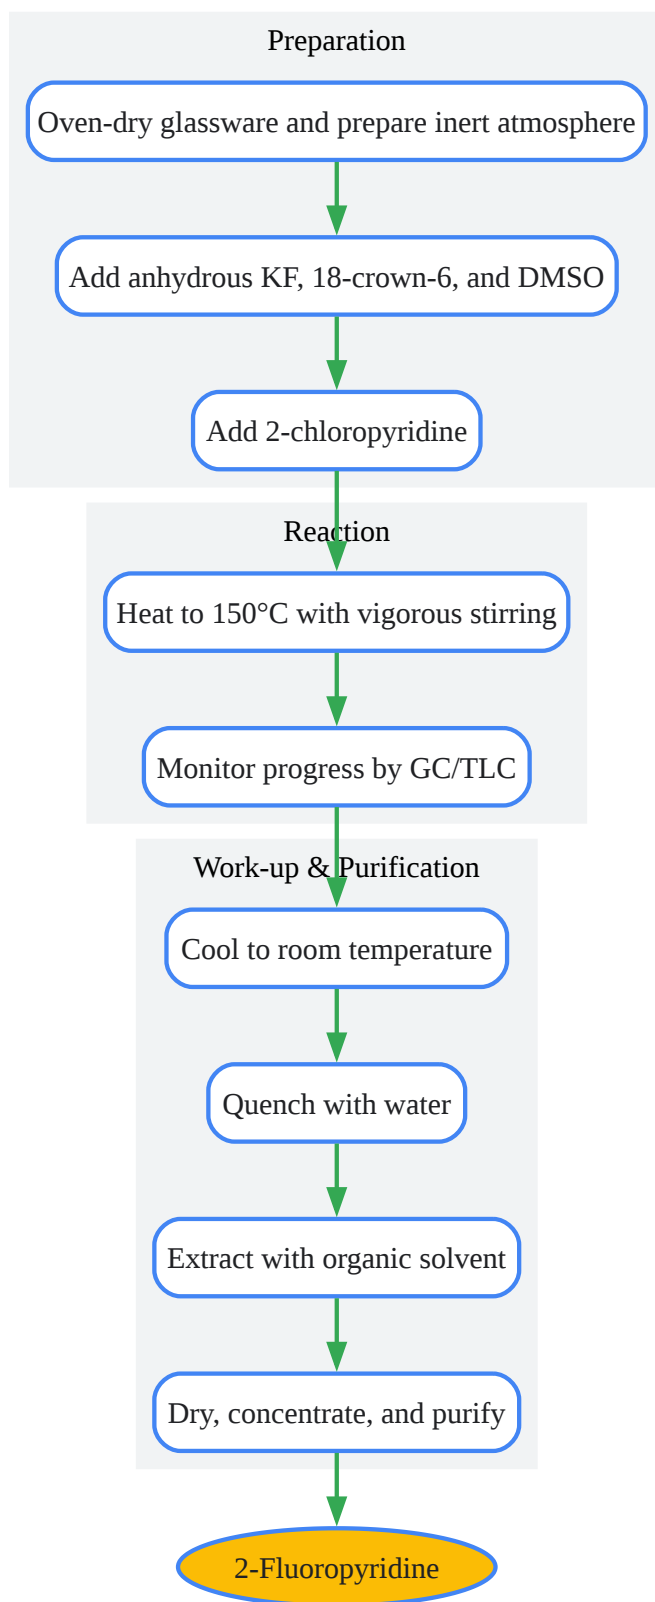 Preparation
Oven-dry glassware and prepare inert atmosphere
Add anhydrous KF, 18-crown-6, and DMSO
Add 2-chloropyridine
Reaction
Heat to 150°C with vigorous stirring
Monitor progress by GC/TLC
Work-up & Purification
Cool to room temperature
Quench with water
Extract with organic solvent
Dry, concentrate, and purify
2-Fluoropyridine